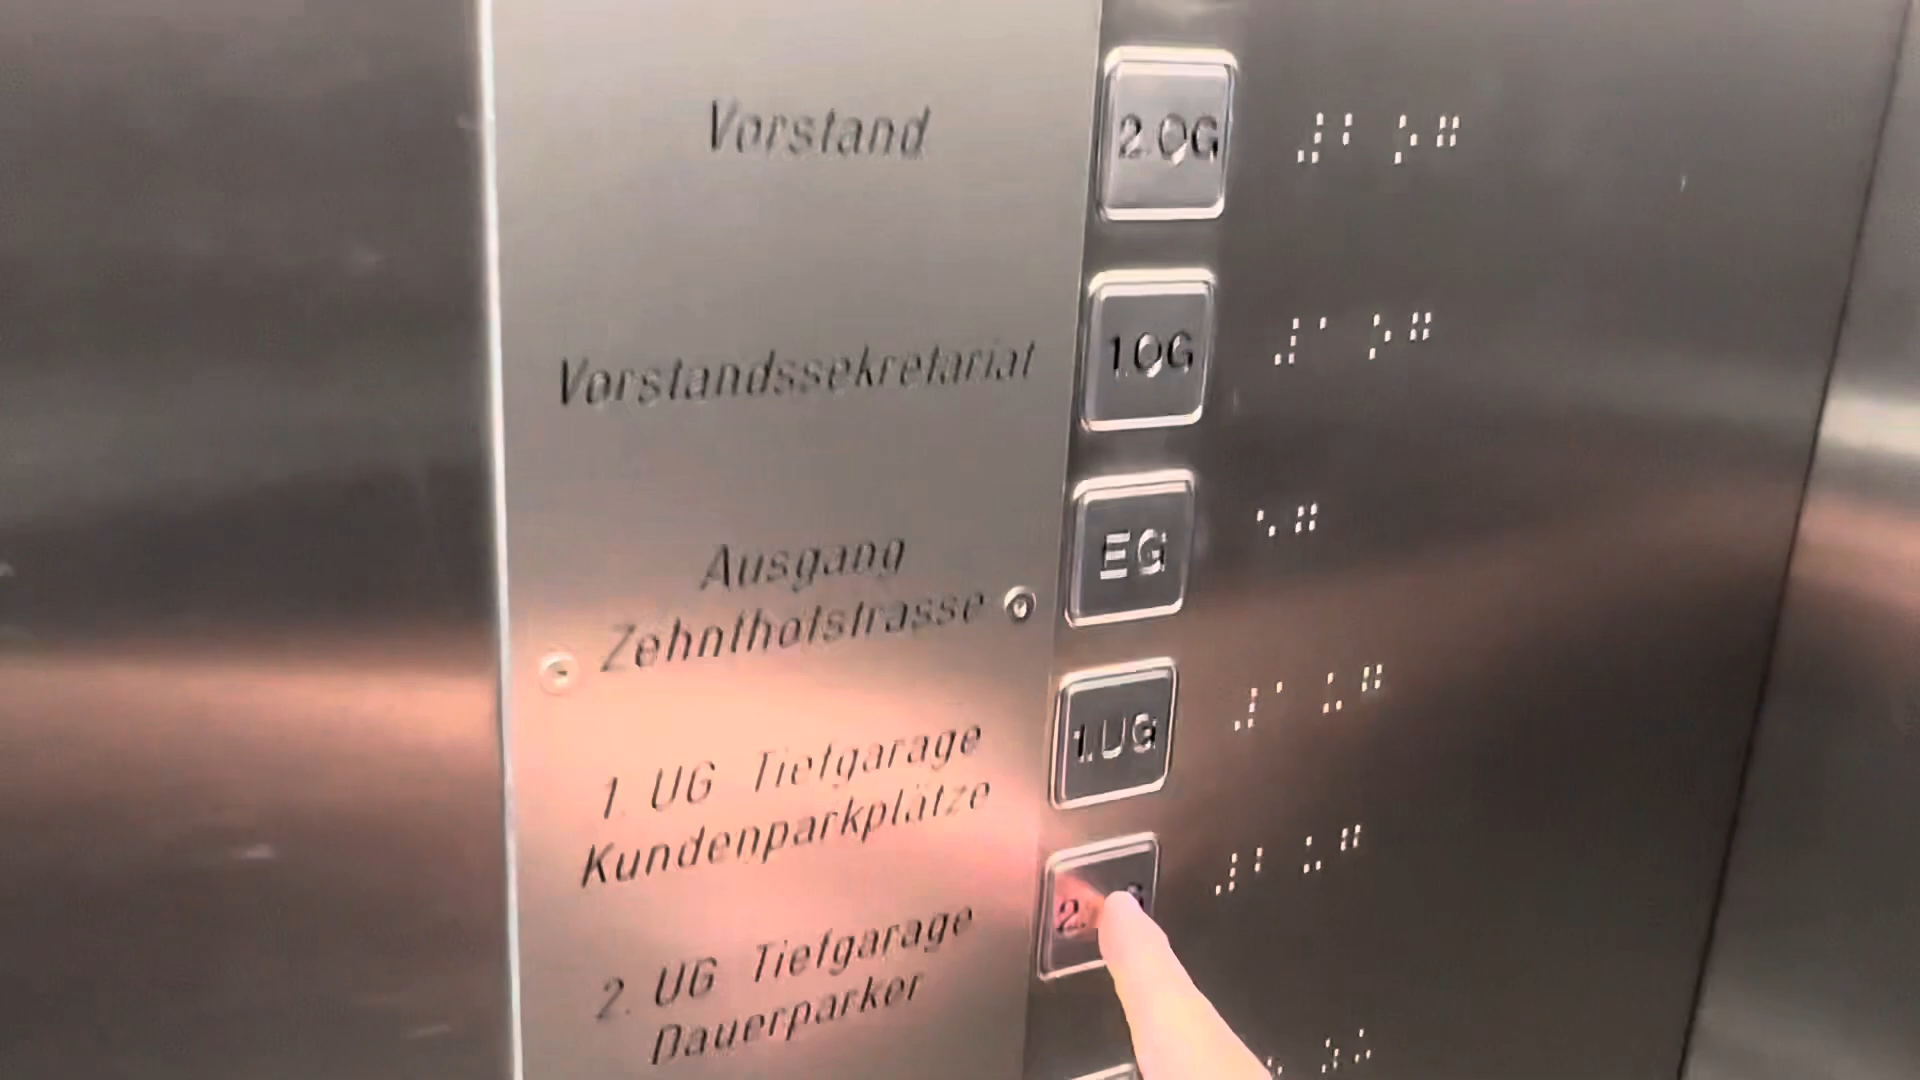 Vorstand
2.OG
Vorstandssekretariat
1.OG
Ausgang
Zehnthofstrasse
EG
1. UG Tiefgarage
Kundenparkplätze
1.UG
2. UG Tiefgarage
Dauerparker
⠼⠃ ⠕⠛
⠼⠁ ⠕⠛
⠑⠛
⠼⠁ ⠥⠛
⠼⠃ ⠥⠛